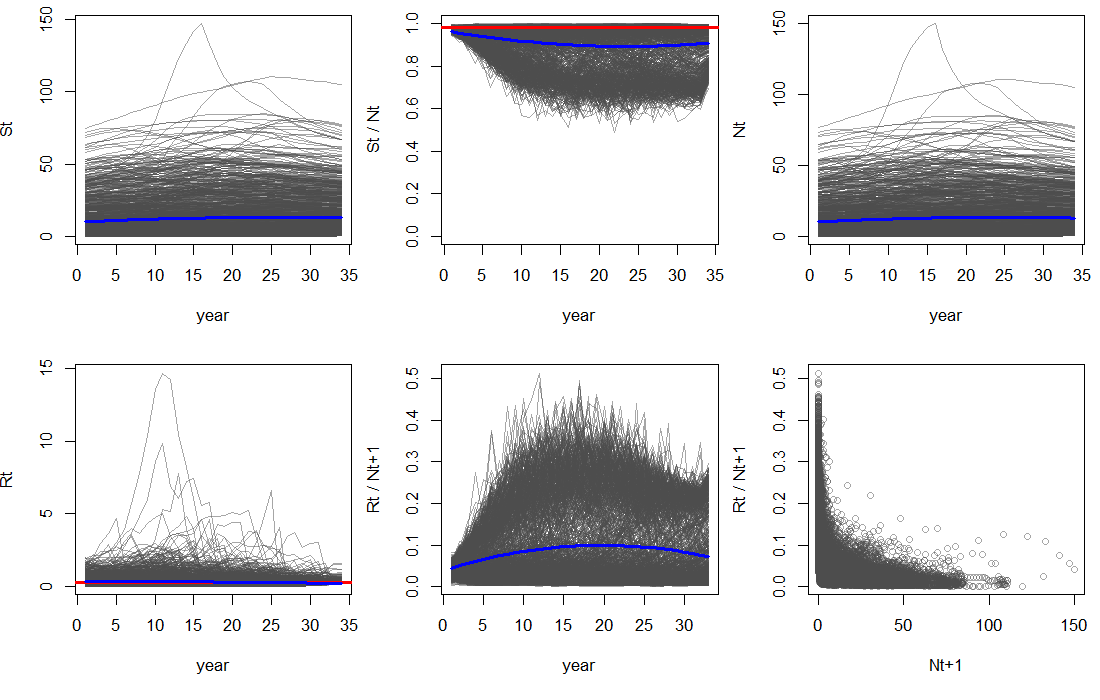 St
0 50 100 150
0 5 10 15 20 25 30 35
year
St / Nt
0.0 0.2 0.4 0.6 0.8 1.0
0 5 10 15 20 25 30 35
year
Nt
0 50 100 150
0 5 10 15 20 25 30 35
year
Rt
0 5 10 15
0 5 10 15 20 25 30 35
year
Rt / Nt+1
0.0 0.1 0.2 0.3 0.4 0.5
0 5 10 15 20 25 30
year
Rt / Nt+1
0.0 0.1 0.2 0.3 0.4 0.5
0 50 100 150
Nt+1